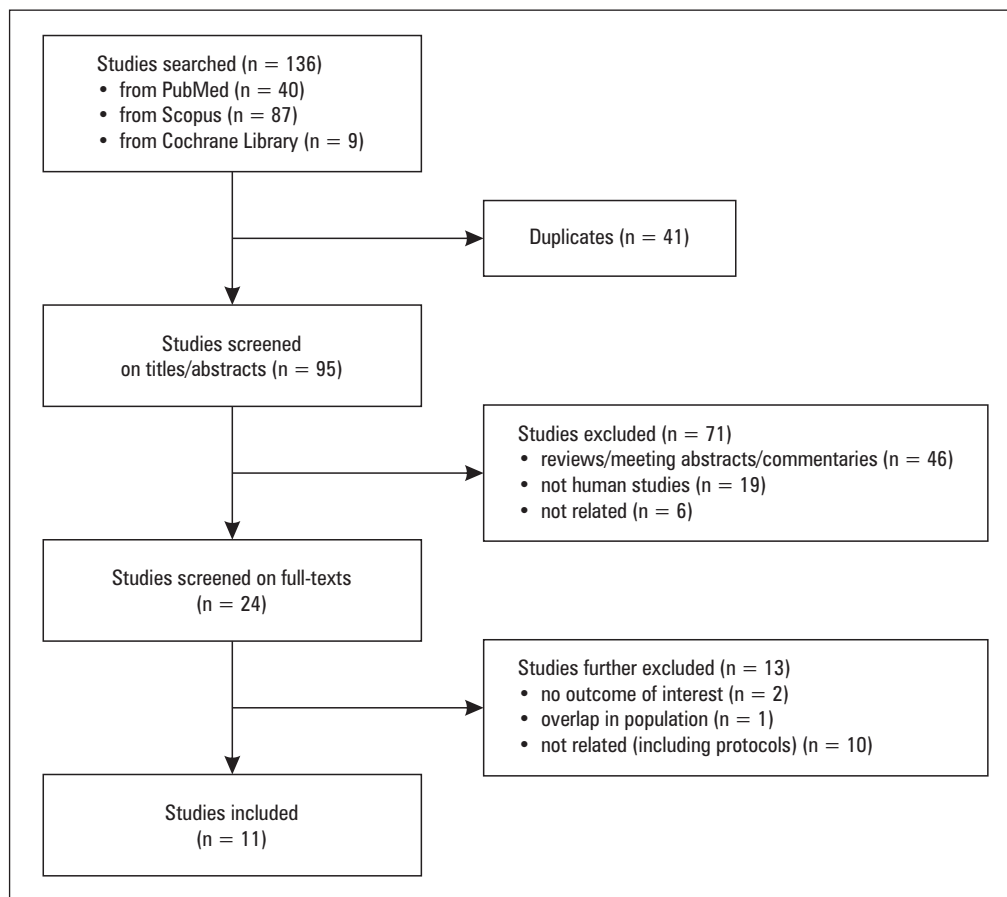 Studies searched (n = 136)
• from PubMed (n = 40)
• from Scopus (n = 87)
• from Cochrane Library (n = 9)
Duplicates (n = 41)
Studies screened
on titles/abstracts (n = 95)
Studies excluded (n = 71)
• reviews/meeting abstracts/commentaries (n = 46)
• not human studies (n = 19)
• not related (n = 6)
Studies screened on full-texts
(n = 24)
Studies further excluded (n = 13)
• no outcome of interest (n = 2)
• overlap in population (n = 1)
• not related (including protocols) (n = 10)
Studies included
(n = 11)